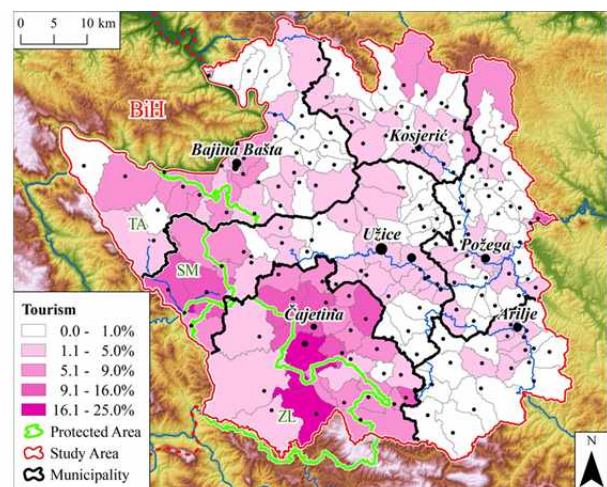 0 5 10 km
BiH
Bajina Bašta
Kosjerić
TA
Užice
Požega
SM
Čajetina
Arilje
ZL
Tourism
0.0 - 1.0%
1.1 - 5.0%
5.1 - 9.0%
9.1 - 16.0%
16.1 - 25.0%
Protected Area
Study Area
Municipality
N